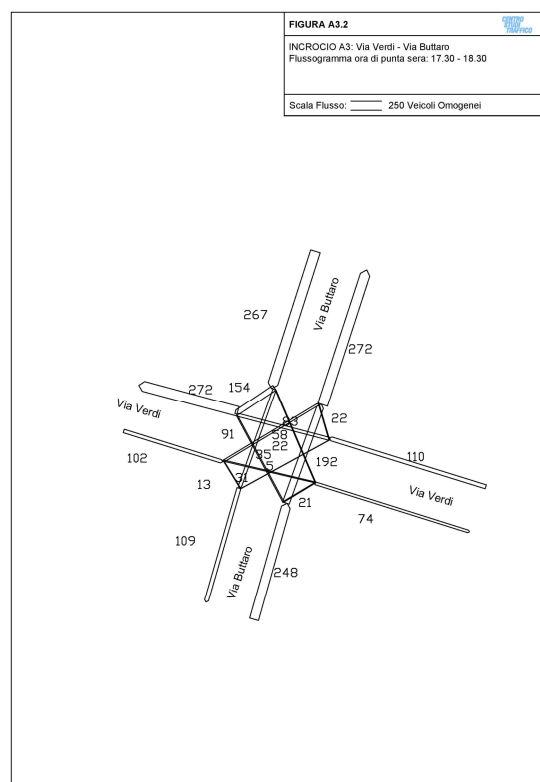 FIGURA A3.2
CENTRO
STUDI
TRAFFICO
INCROCIO A3: Via Verdi - Via Buttaro
Flussogramma ora di punta sera: 17.30 - 18.30
Scala Flusso: 250 Veicoli Omogenei
267
Via Buttaro
272
272
154
Via Verdi
83
22
91
58
22
102
35
192
110
5
13
31
21
Via Verdi
74
109
Via Buttaro
248